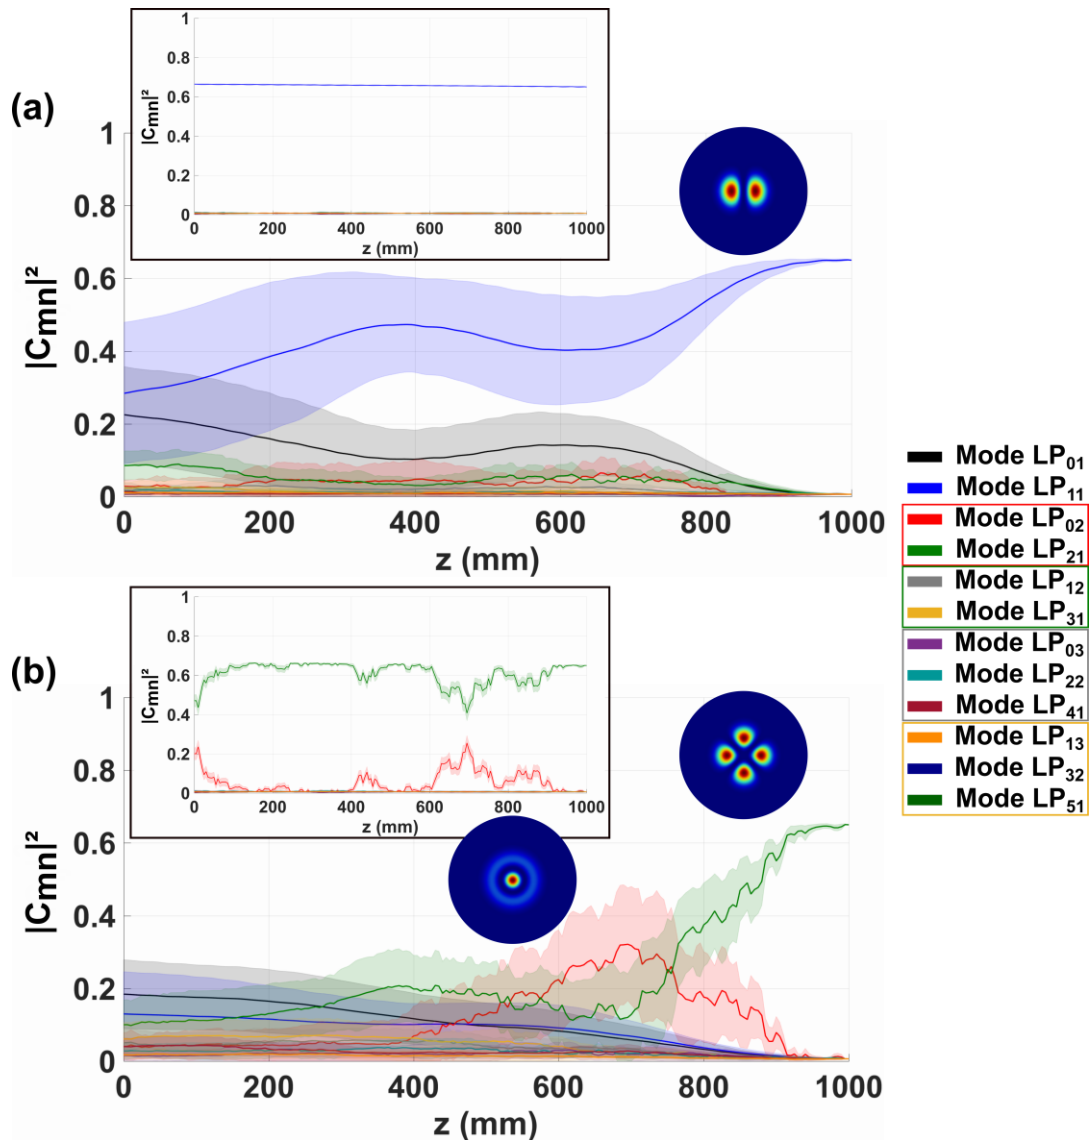 (a)
|Cmn|²
1
0.8
0.6
0.4
0.2
0
0 200 400 600 800 1000
z (mm)
|Cmn|²
1
0.8
0.6
0.4
0.2
0
0 200 400 600 800 1000
z (mm)
(b)
|Cmn|²
1
0.8
0.6
0.4
0.2
0
0 200 400 600 800 1000
z (mm)
|Cmn|²
1
0.8
0.6
0.4
0.2
0
0 200 400 600 800 1000
z (mm)
Mode LP01
Mode LP11
Mode LP02
Mode LP21
Mode LP12
Mode LP31
Mode LP03
Mode LP22
Mode LP41
Mode LP13
Mode LP32
Mode LP51